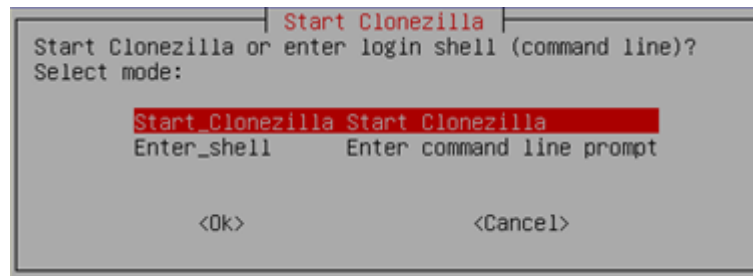 Start Clonezilla
Start Clonezilla or enter login shell (command line)?
Select mode:
Start_Clonezilla Start Clonezilla
Enter_shell Enter command line prompt
<Ok> <Cancel>